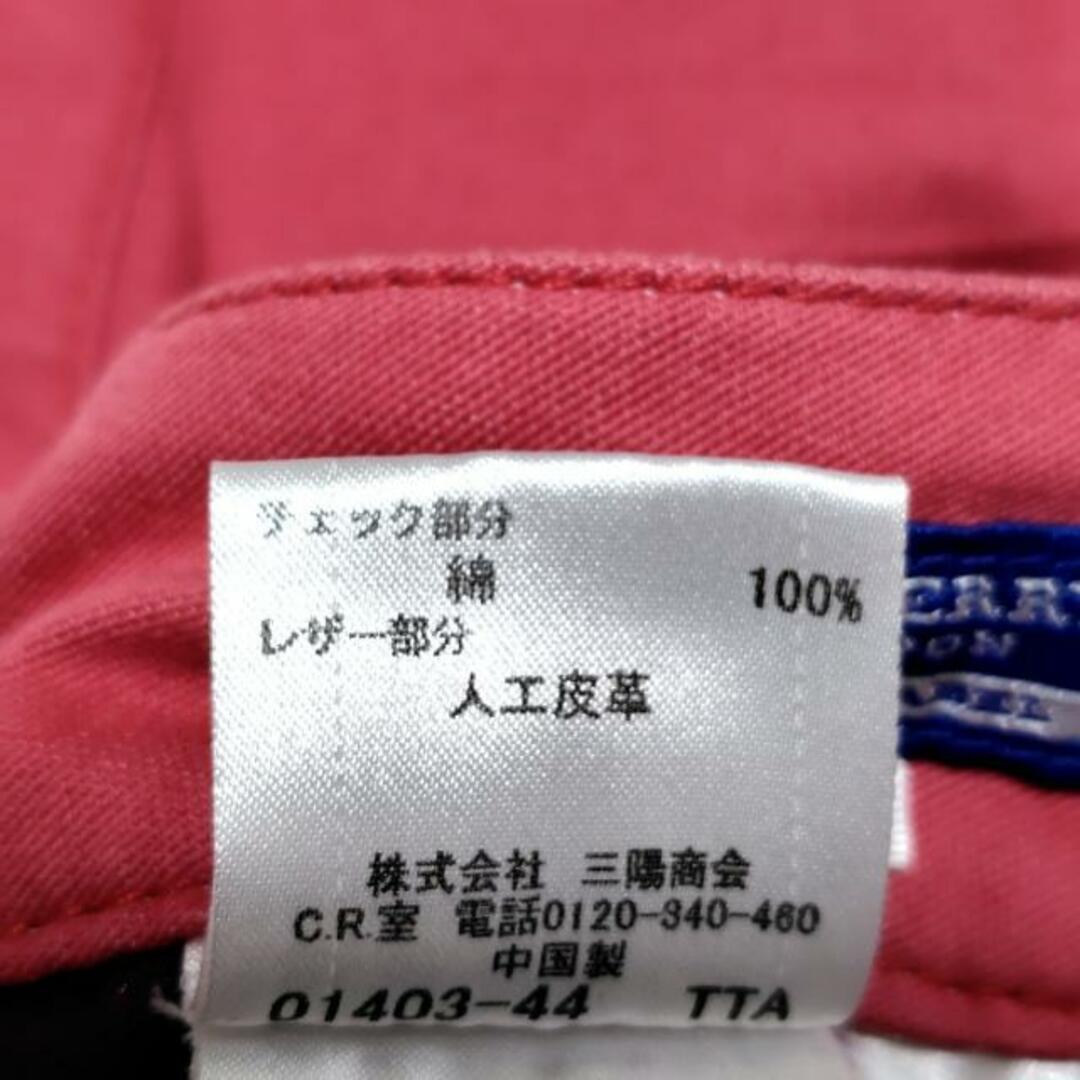 チェック部分
綿 100%
レザー部分
人工皮革
株式会社 三陽商会
C.R.室 電話0120-340-460
中国製
01403-44 TTA
ERRY
DON